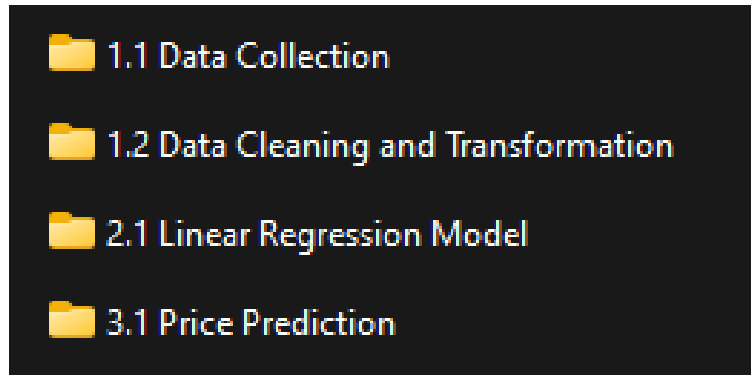 1.1 Data Collection
1.2 Data Cleaning and Transformation
2.1 Linear Regression Model
3.1 Price Prediction